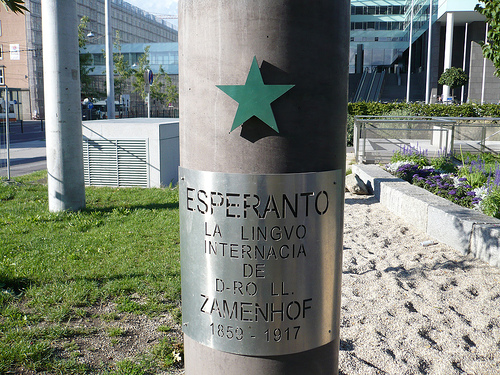 ESPERANTO
LA LINGVO
INTERNACIA
DE
D-RO LL.
ZAMENHOF
1859 - 1917